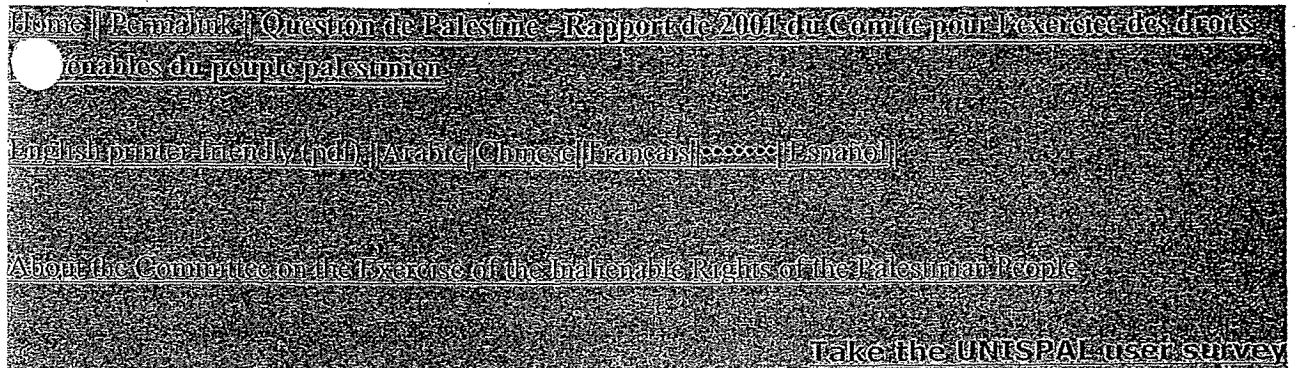 Home || Permalink || Question de Palestine - Rapport de 2001 du Comité pour l'exercice des droits
enables du peuple palestinien
English printer-friendly (pdf) || Arabic || Chinese || Français || ••••••• || Español ||
About the Committee on the Exercise of the Inalienable Rights of the Palestinian People
Take the UNISPAL user survey